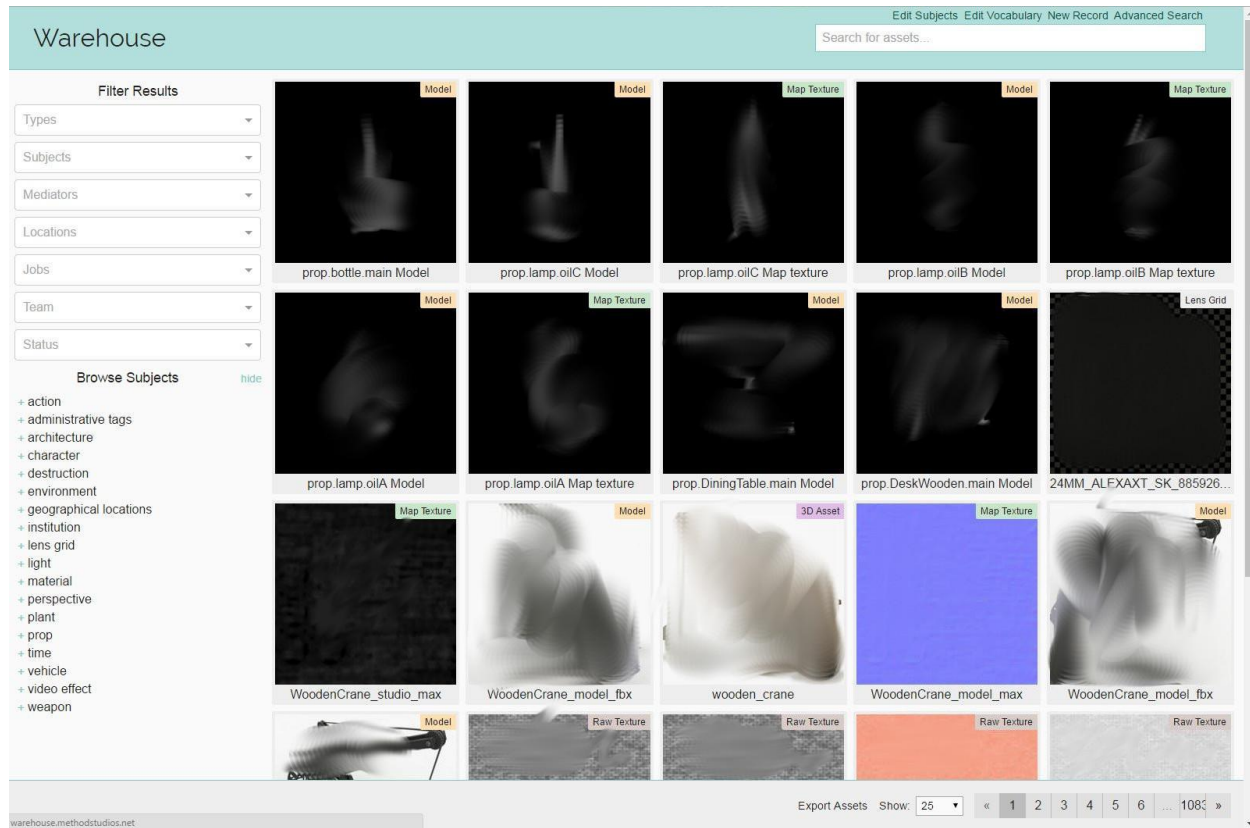 Edit Subjects Edit Vocabulary New Record Advanced Search
Warehouse
Search for assets...
Filter Results
Types
Subjects
Mediators
Locations
Jobs
Team
Status
Browse Subjects hide
+ action
+ administrative tags
+ architecture
+ character
+ destruction
+ environment
+ geographical locations
+ institution
+ lens grid
+ light
+ material
+ perspective
+ plant
+ prop
+ time
+ vehicle
+ video effect
+ weapon
Model Model Map Texture Model Map Texture
prop.bottle.main Model prop.lamp.oilC Model prop.lamp.oilC Map texture prop.lamp.oilB Model prop.lamp.oilB Map texture
Model Map Texture Model Model Lens Grid
prop.lamp.oilA Model prop.lamp.oilA Map texture prop.DiningTable.main Model prop.DeskWooden.main Model 24MM_ALEXAXT_SK_885926...
Map Texture Model 3D Asset Map Texture Model
WoodenCrane_studio_max WoodenCrane_model_fbx wooden_crane WoodenCrane_model_max WoodenCrane_model_fbx
Model Raw Texture Raw Texture Raw Texture Raw Texture
Export Assets Show: 25 « 1 2 3 4 5 6 ... 1083 »
warehouse.methodstudios.net